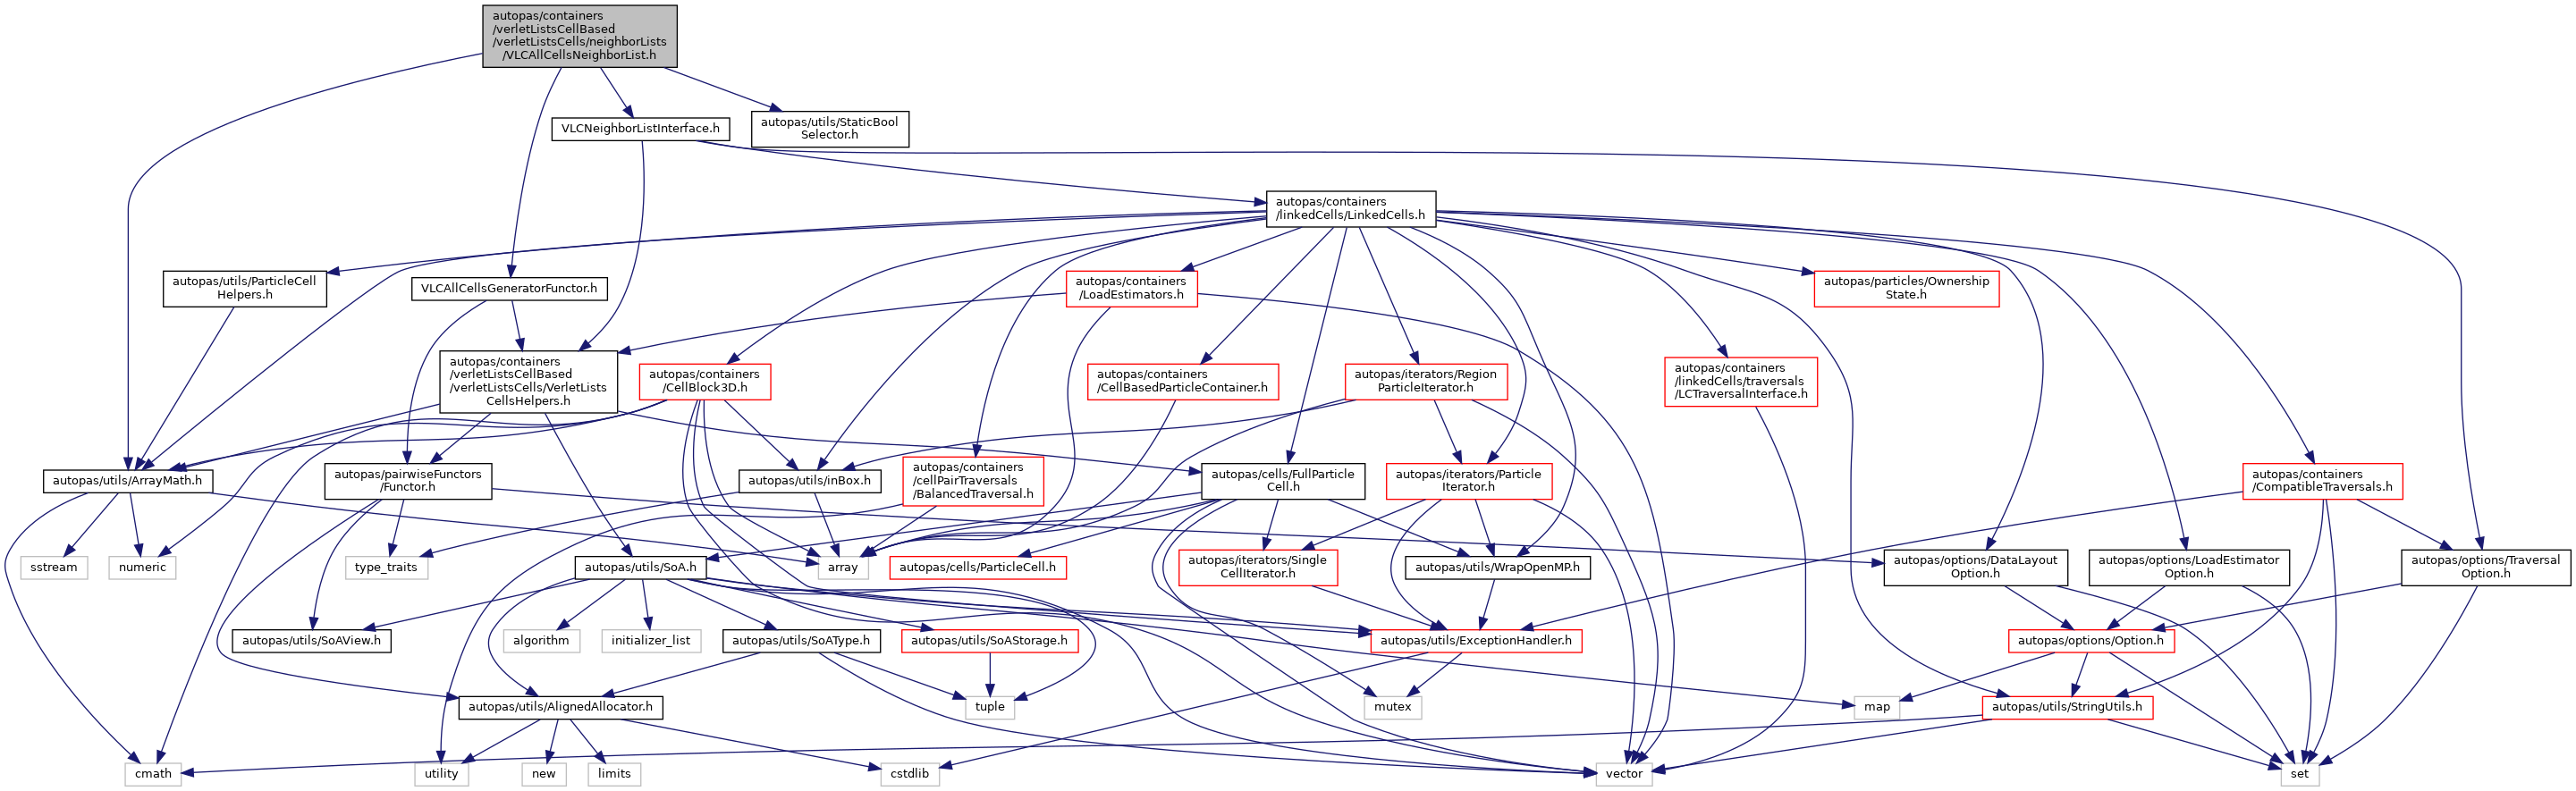 autopas/containers
/verletListsCellBased
/verletListsCells/neighborLists
/VLCAllCellsNeighborList.h
VLCNeighborListInterface.h
autopas/utils/StaticBool
Selector.h
autopas/containers
/linkedCells/LinkedCells.h
autopas/utils/ParticleCell
Helpers.h
VLCAllCellsGeneratorFunctor.h
autopas/containers
/LoadEstimators.h
autopas/particles/Ownership
State.h
autopas/containers
/verletListsCellBased
/verletListsCells/VerletLists
CellsHelpers.h
autopas/containers
/CellBlock3D.h
autopas/containers
/CellBasedParticleContainer.h
autopas/iterators/Region
ParticleIterator.h
autopas/containers
/linkedCells/traversals
/LCTraversalInterface.h
autopas/utils/ArrayMath.h
autopas/pairwiseFunctors
/Functor.h
autopas/utils/inBox.h
autopas/containers
/cellPairTraversals
/BalancedTraversal.h
autopas/cells/FullParticle
Cell.h
autopas/iterators/Particle
Iterator.h
autopas/containers
/CompatibleTraversals.h
sstream
numeric
type_traits
autopas/utils/SoA.h
array
autopas/cells/ParticleCell.h
autopas/iterators/Single
CellIterator.h
autopas/utils/WrapOpenMP.h
autopas/options/DataLayout
Option.h
autopas/options/LoadEstimator
Option.h
autopas/options/Traversal
Option.h
autopas/utils/SoAView.h
algorithm
initializer_list
autopas/utils/SoAType.h
autopas/utils/SoAStorage.h
autopas/utils/ExceptionHandler.h
autopas/options/Option.h
autopas/utils/AlignedAllocator.h
tuple
mutex
map
autopas/utils/StringUtils.h
cmath
utility
new
limits
cstdlib
vector
set